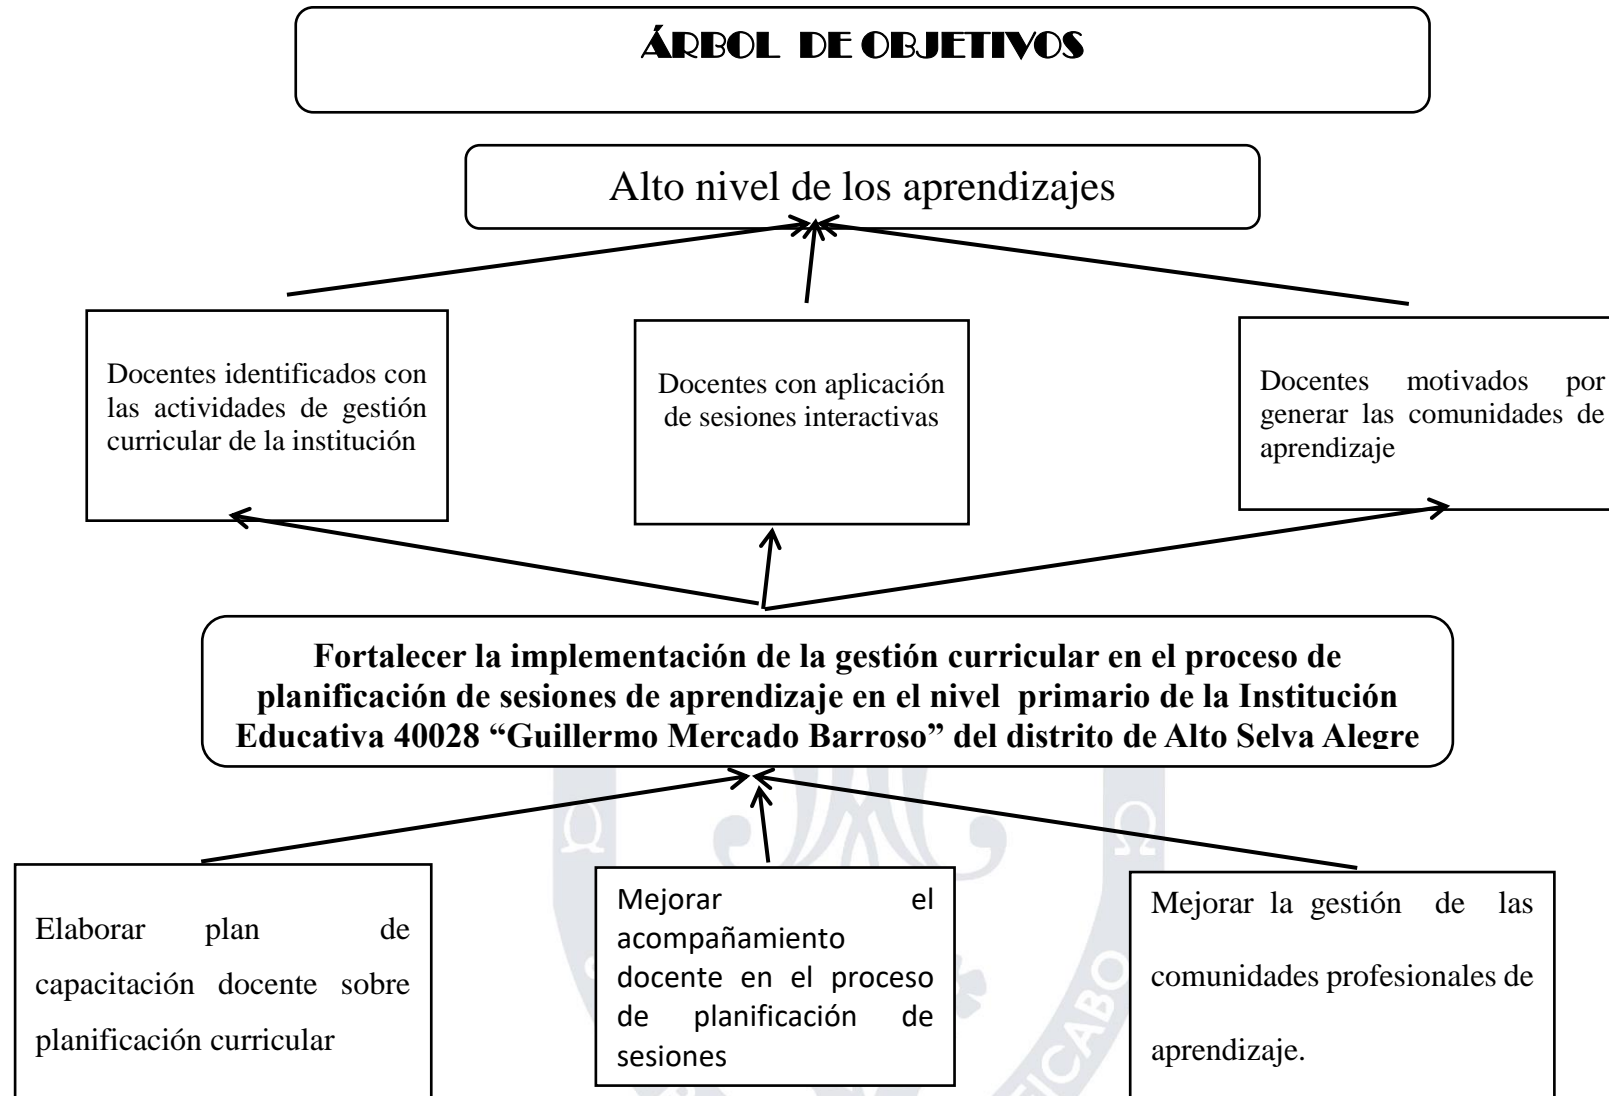 ÁRBOL DE OBJETIVOS
Alto nivel de los aprendizajes
Docentes identificados con
las actividades de gestión
curricular de la institución
Docentes con aplicación
de sesiones interactivas
Docentes motivados por
generar las comunidades de
aprendizaje
Fortalecer la implementación de la gestión curricular en el proceso de
planificación de sesiones de aprendizaje en el nivel primario de la Institución
Educativa 40028 “Guillermo Mercado Barroso” del distrito de Alto Selva Alegre
Ω
Ω
Elaborar plan de
capacitación docente sobre
planificación curricular
Mejorar el
acompañamiento
docente en el proceso
de planificación de
sesiones
Mejorar la gestión de las
comunidades profesionales de
aprendizaje.